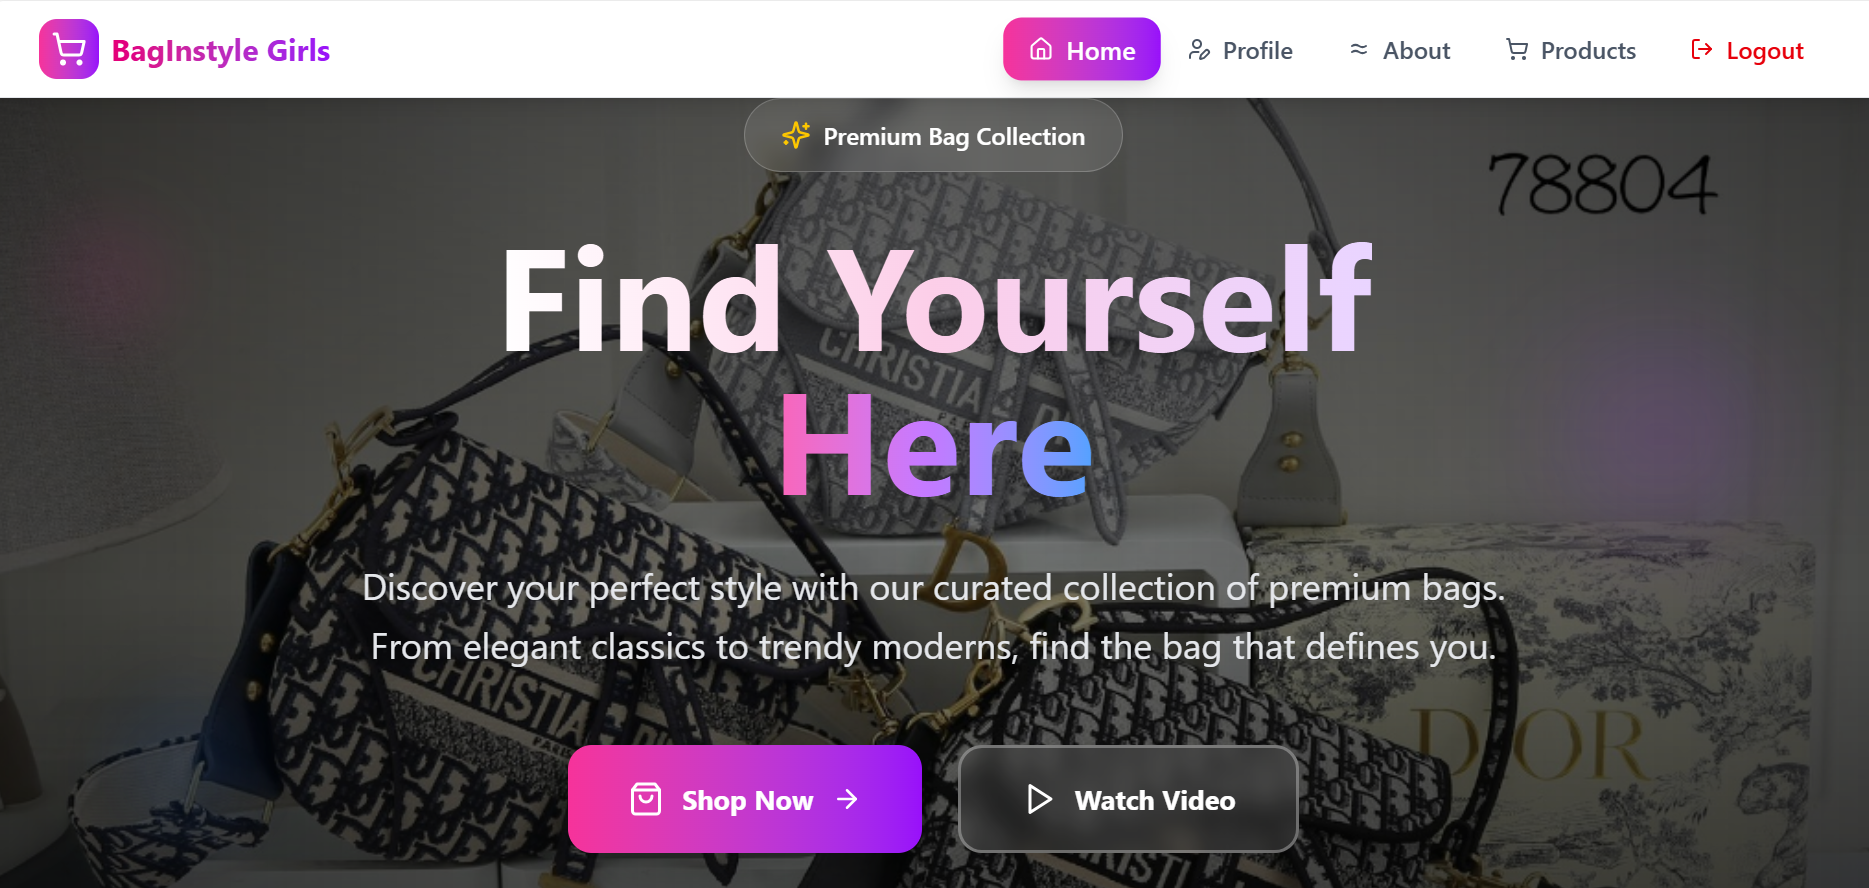 BagInstyle Girls
Home
Profile
About
Products
Logout
Premium Bag Collection
78804
Find Yourself
Here
CHRISTIA
Discover your perfect style with our curated collection of premium bags.
From elegant classics to trendy moderns, find the bag that defines you.
CHRISTIA
PARIS
DIOR
Shop Now
Watch Video
CHRISTI